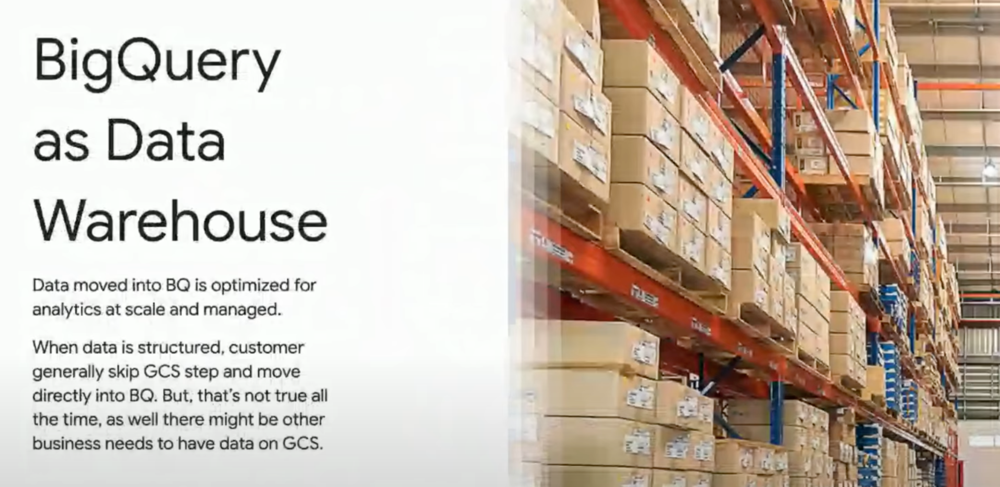 BigQuery
as Data
Warehouse
Data moved into BQ is optimized for
analytics at scale and managed.
When data is structured, customer
generally skip GCS step and move
directly into BQ. But, that's not true all
the time, as well there might be other
business needs to have data on GCS.